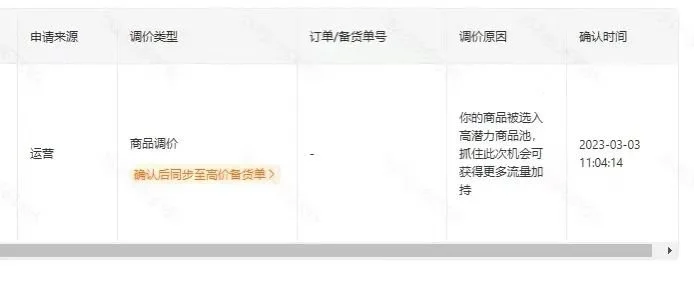 申请来源
调价类型
订单/备货单号
调价原因
确认时间
运营
商品调价
确认后同步至高价备货单 >
-
你的商品被选入
高潜力商品池，
抓住此次机会可
获得更多流量加
持
2023-03-03
11:04:14